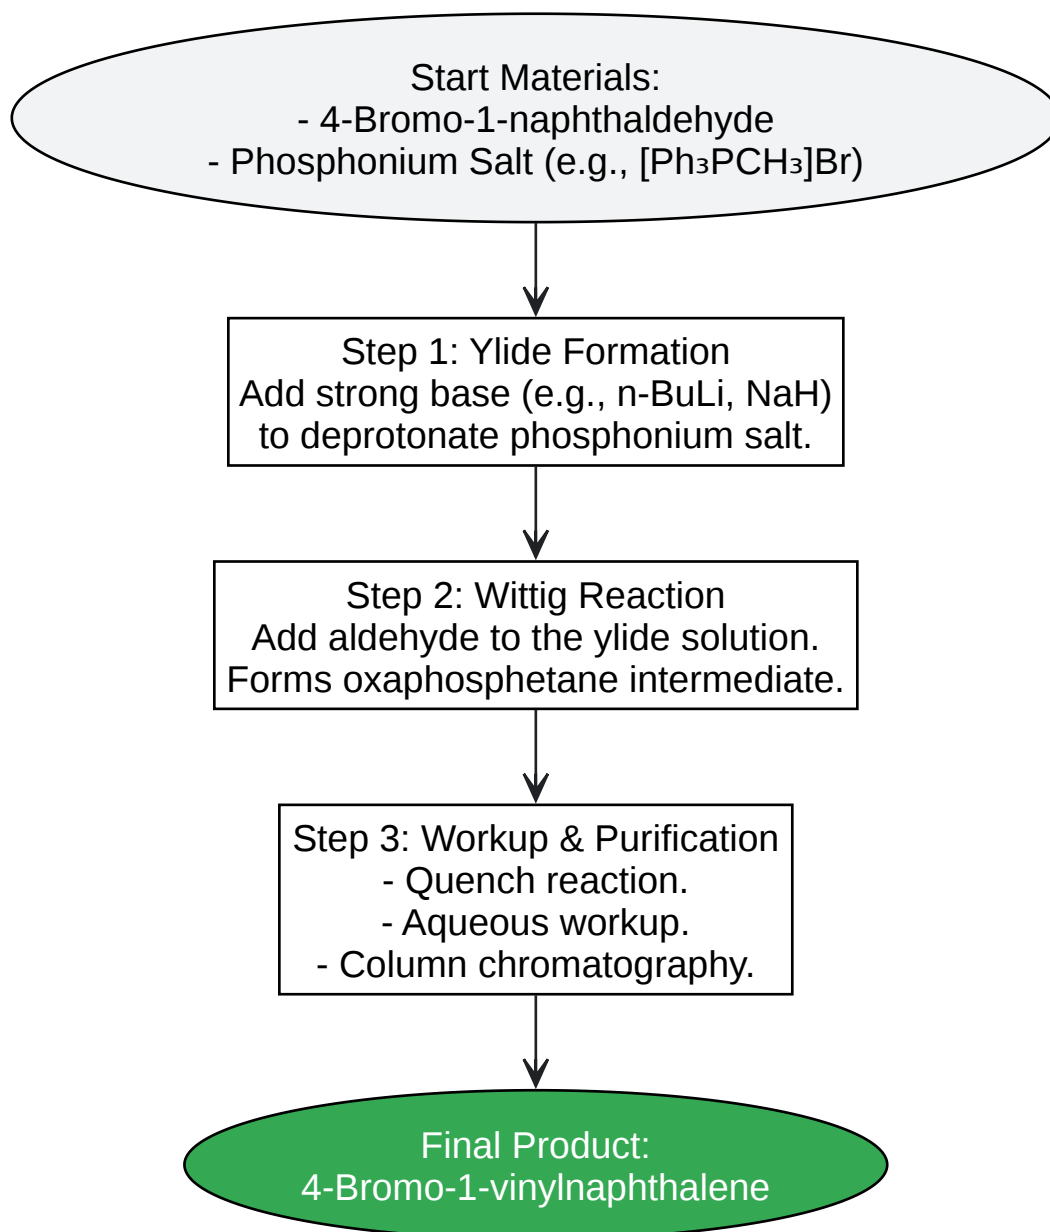 Start Materials:
- 4-Bromo-1-naphthaldehyde
- Phosphonium Salt (e.g., [Ph₃PCH₃]Br)
Step 1: Ylide Formation
Add strong base (e.g., n-BuLi, NaH)
to deprotonate phosphonium salt.
Step 2: Wittig Reaction
Add aldehyde to the ylide solution.
Forms oxaphosphetane intermediate.
Step 3: Workup & Purification
- Quench reaction.
- Aqueous workup.
- Column chromatography.
Final Product:
4-Bromo-1-vinylnaphthalene